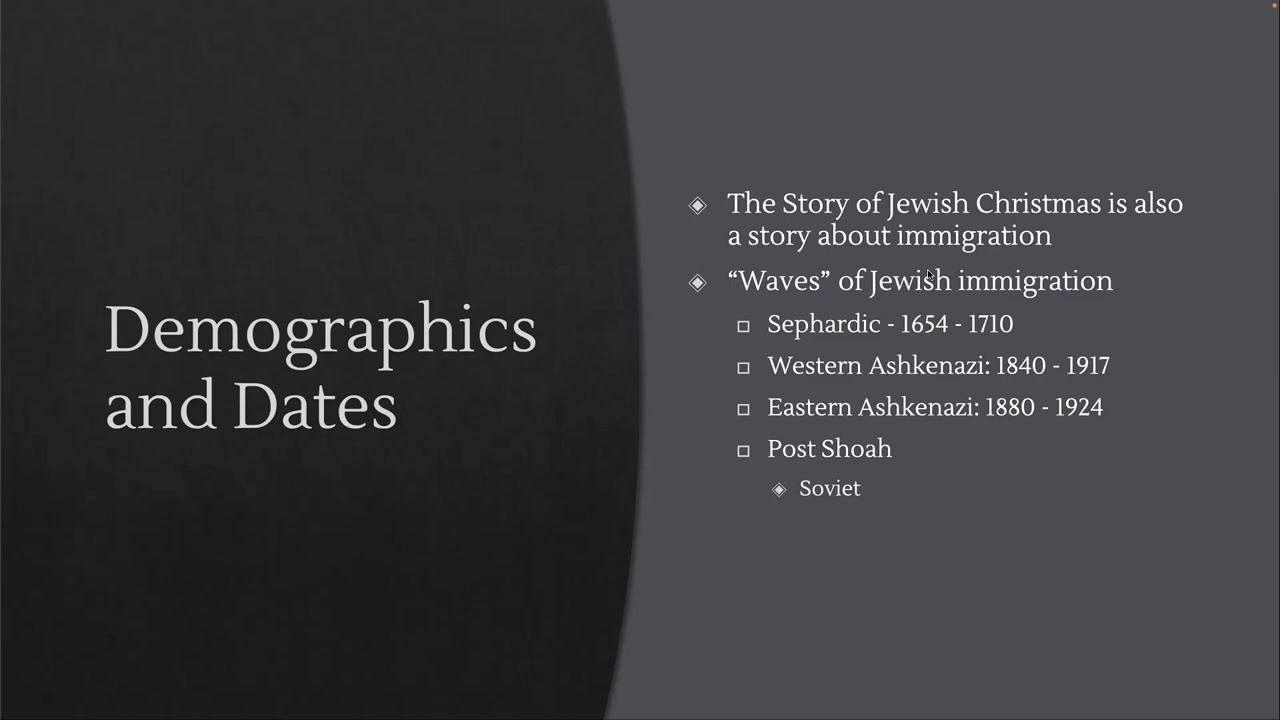 Demographics
and Dates
The Story of Jewish Christmas is also
a story about immigration
“Waves” of Jewish immigration
Sephardic - 1654 - 1710
Western Ashkenazi: 1840 - 1917
Eastern Ashkenazi: 1880 - 1924
Post Shoah
Soviet